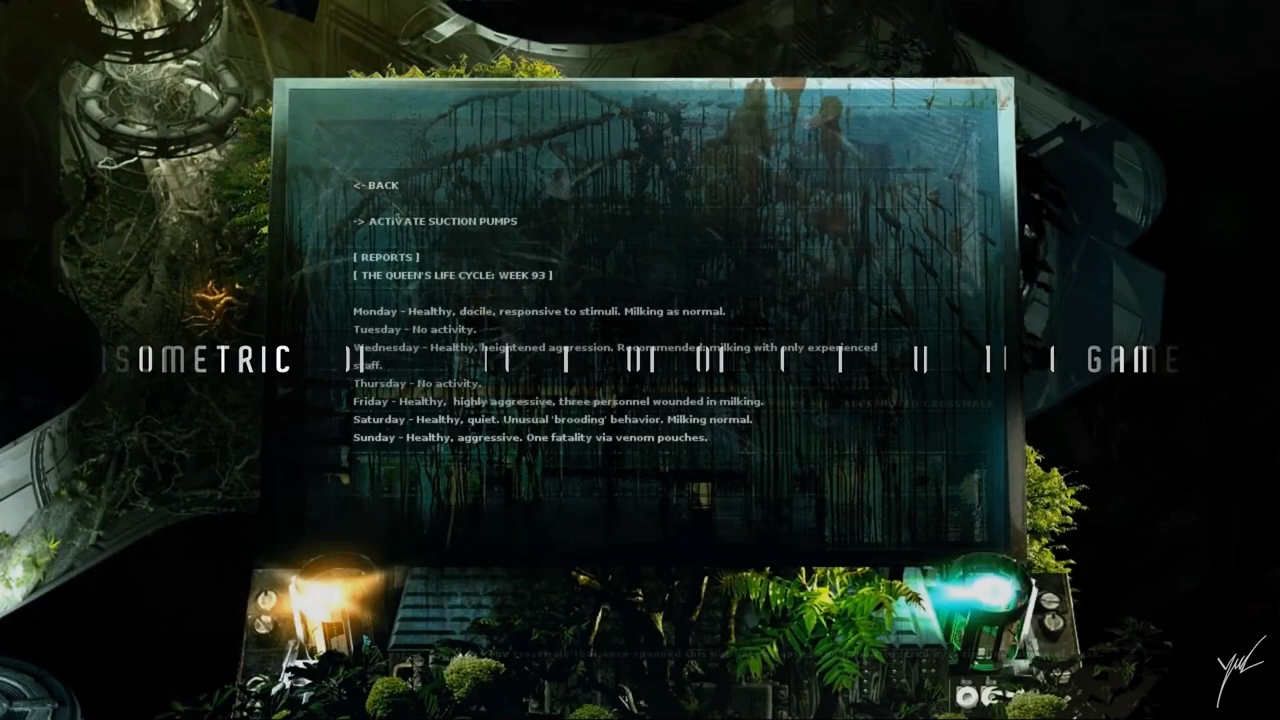 <- BACK
-> ACTiVATE SUCTION PUMPS
[ REPORTS ]
[ THE QUEEN'S LIFE CYCLE: WEEK 93 ]
Monday - Healthy, docile, responsive to stimuli. Milking as normal.
Tuesday - No activity.
Wednesday - Healthy, heightened aggression. Recommended: milking with only experienced
staff.
ISOMETRIC GAME
Thursday - No activity.
Friday - Healthy, highly aggressive, three personnel wounded in milking.
Saturday - Healthy, quiet. Unusual 'brooding' behavior. Milking normal.
Sunday - Healthy, aggressive. One fatality via venom pouches.